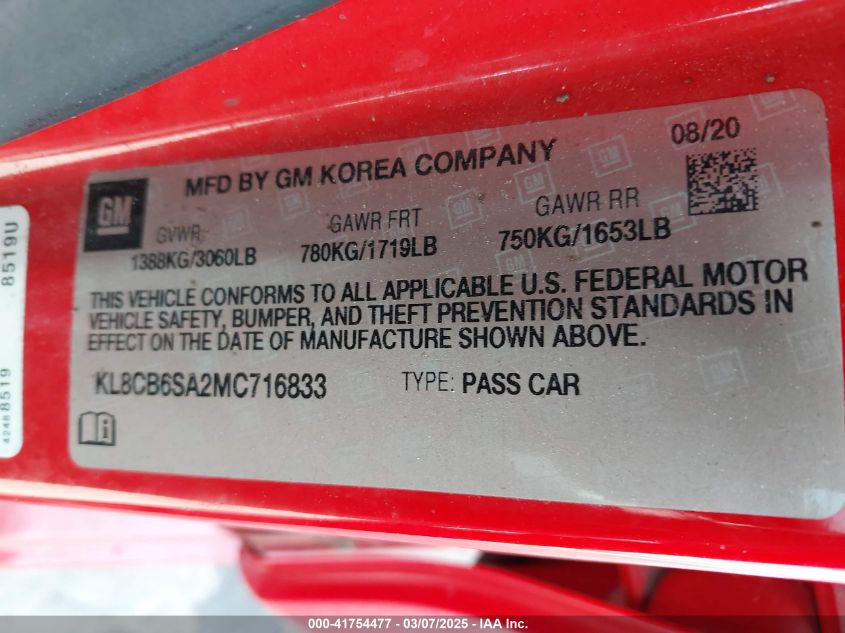 08/20
MFD BY GM KOREA COMPANY
GM
GVWR GAWR FRT GAWR RR
1388KG/3060LB 780KG/1719LB 750KG/1653LB
THIS VEHICLE CONFORMS TO ALL APPLICABLE U.S. FEDERAL MOTOR
VEHICLE SAFETY, BUMPER, AND THEFT PREVENTION STANDARDS IN
EFFECT ON THE DATE OF MANUFACTURE SHOWN ABOVE.
KL8CB6SA2MC716833 TYPE: PASS CAR
i
8519U
42488519
000-41754477 - 03/07/2025 - IAA Inc.